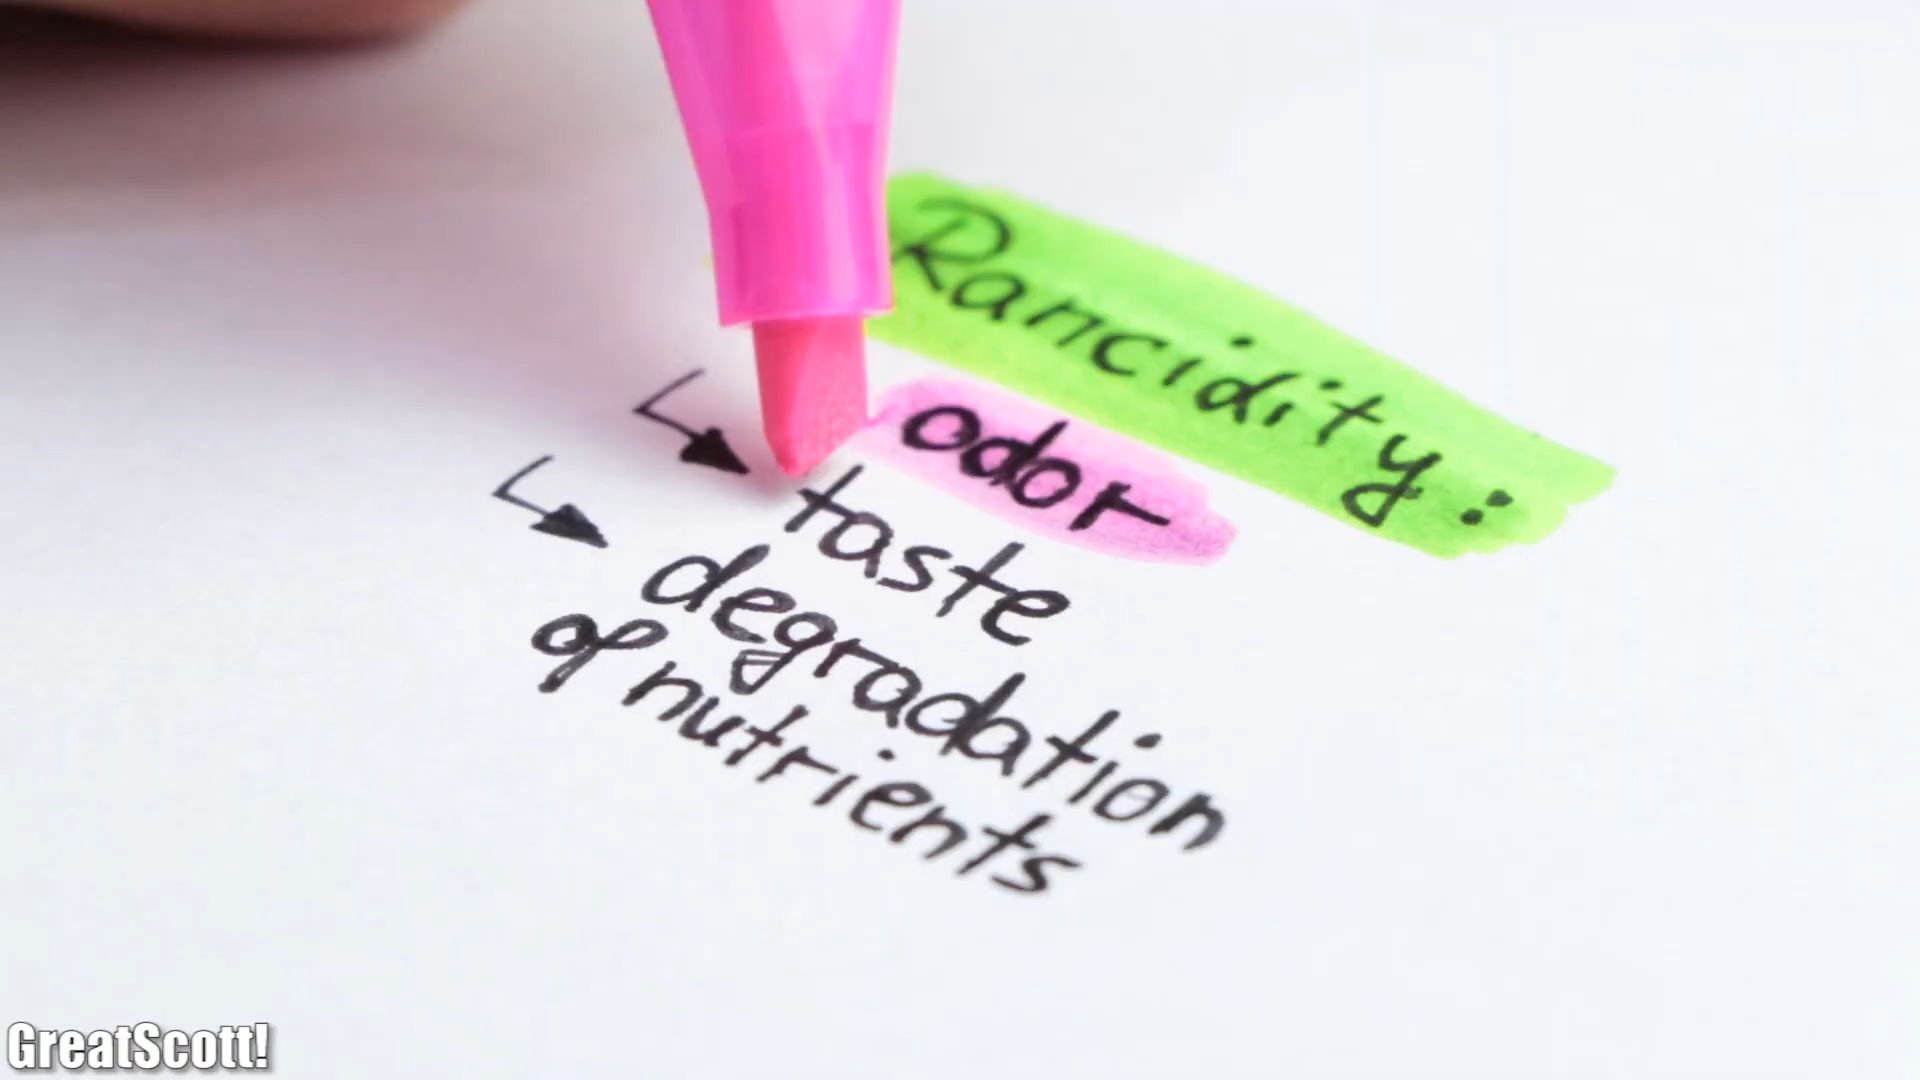 Rancidity:
odor
taste
degradation
of nutrients
GreatScott!